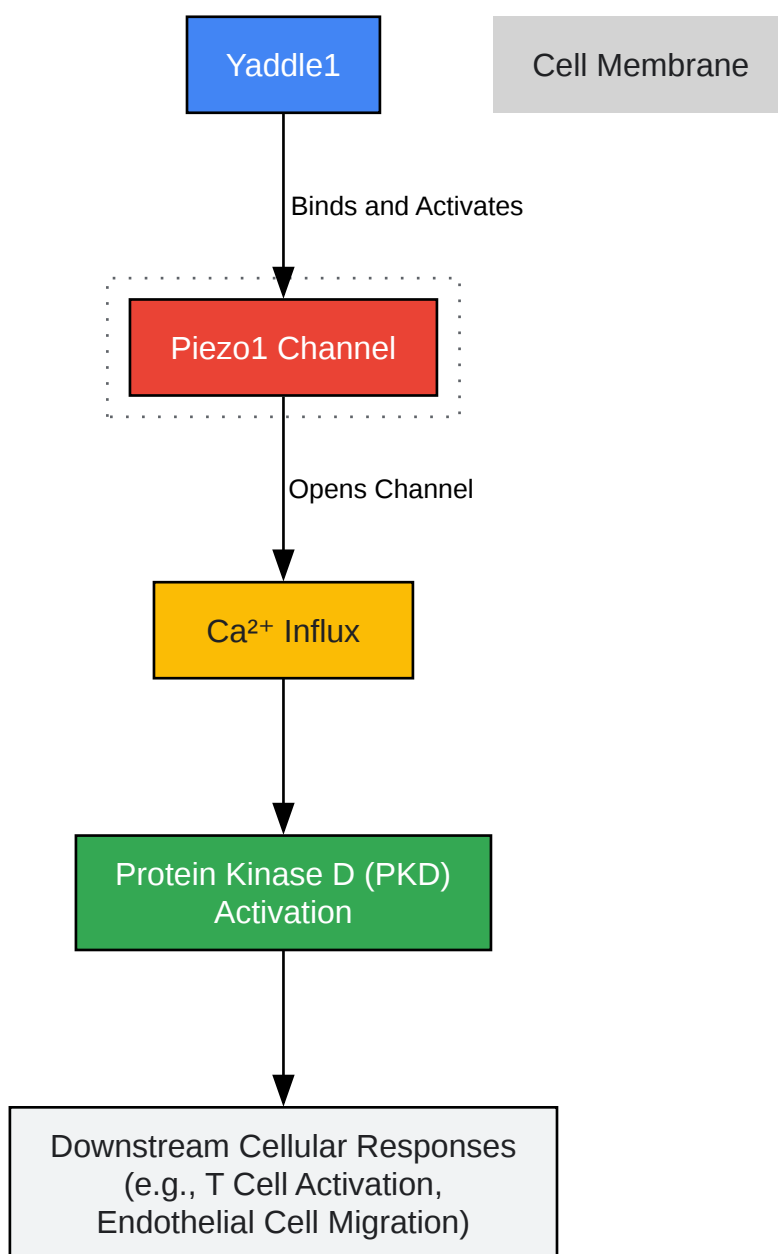 Yaddle1
Cell Membrane
Binds and Activates
Piezo1 Channel
Opens Channel
Ca²⁺ Influx
Protein Kinase D (PKD)
Activation
Downstream Cellular Responses
(e.g., T Cell Activation,
Endothelial Cell Migration)